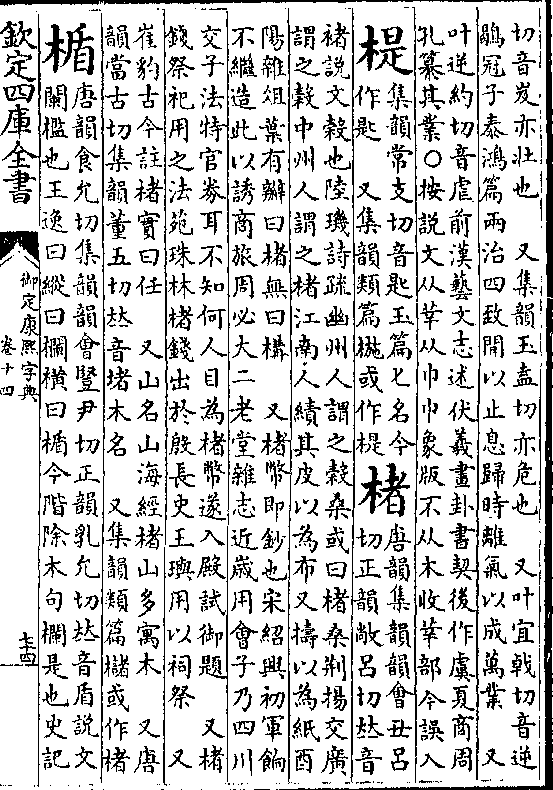 切音岌亦壯也　又集韻玉盍切亦危也　又叶宜戟切音逆
鶡冠子泰鴻篇兩治四致閒以止息歸時離氣以成萬業　又
叶逆約切音虐前漢藝文志述伏羲畫卦書契後作虞夏商周
孔纂其業〇按說文从丵从巾巾象版不从木收丵部今誤入
㮛集韻常支切音匙玉篇匕名今
作匙　又集韻類篇𣖌或作㮛
楮唐韻集韻韻會丑呂
切正韻敞呂切𠀤音
褚說文榖也陸璣詩疏幽州人謂之榖桑或曰楮桑荆揚交廣
謂之榖中州人謂之楮江南人績其皮以為布又擣以為紙酉
陽雜俎葉有瓣曰楮無曰構　又楮幣即鈔也宋紹興初軍餉
不繼造此以誘商旅周必大二老堂雜志近歲用會子乃四川
交子法特官劵耳不知何人目為楮幣遂入殿試御題　又楮
錢祭祀用之法苑珠林楮錢出於殷長史王璵用以祠祭　又
崔豹古今註楮實曰任　又山名山海經楮山多寓木　又唐
韻當古切集韻董五切𠀤音堵木名　又集韻類篇櫧或作楮
楯唐韻食允切集韻韻會豎尹切正韻乳允切𠀤音盾說文
闌檻也王逸曰縱曰欄橫曰楯今階除木句欄是也史記
欽定四庫全書
御定康熙字典
卷十四
七十四